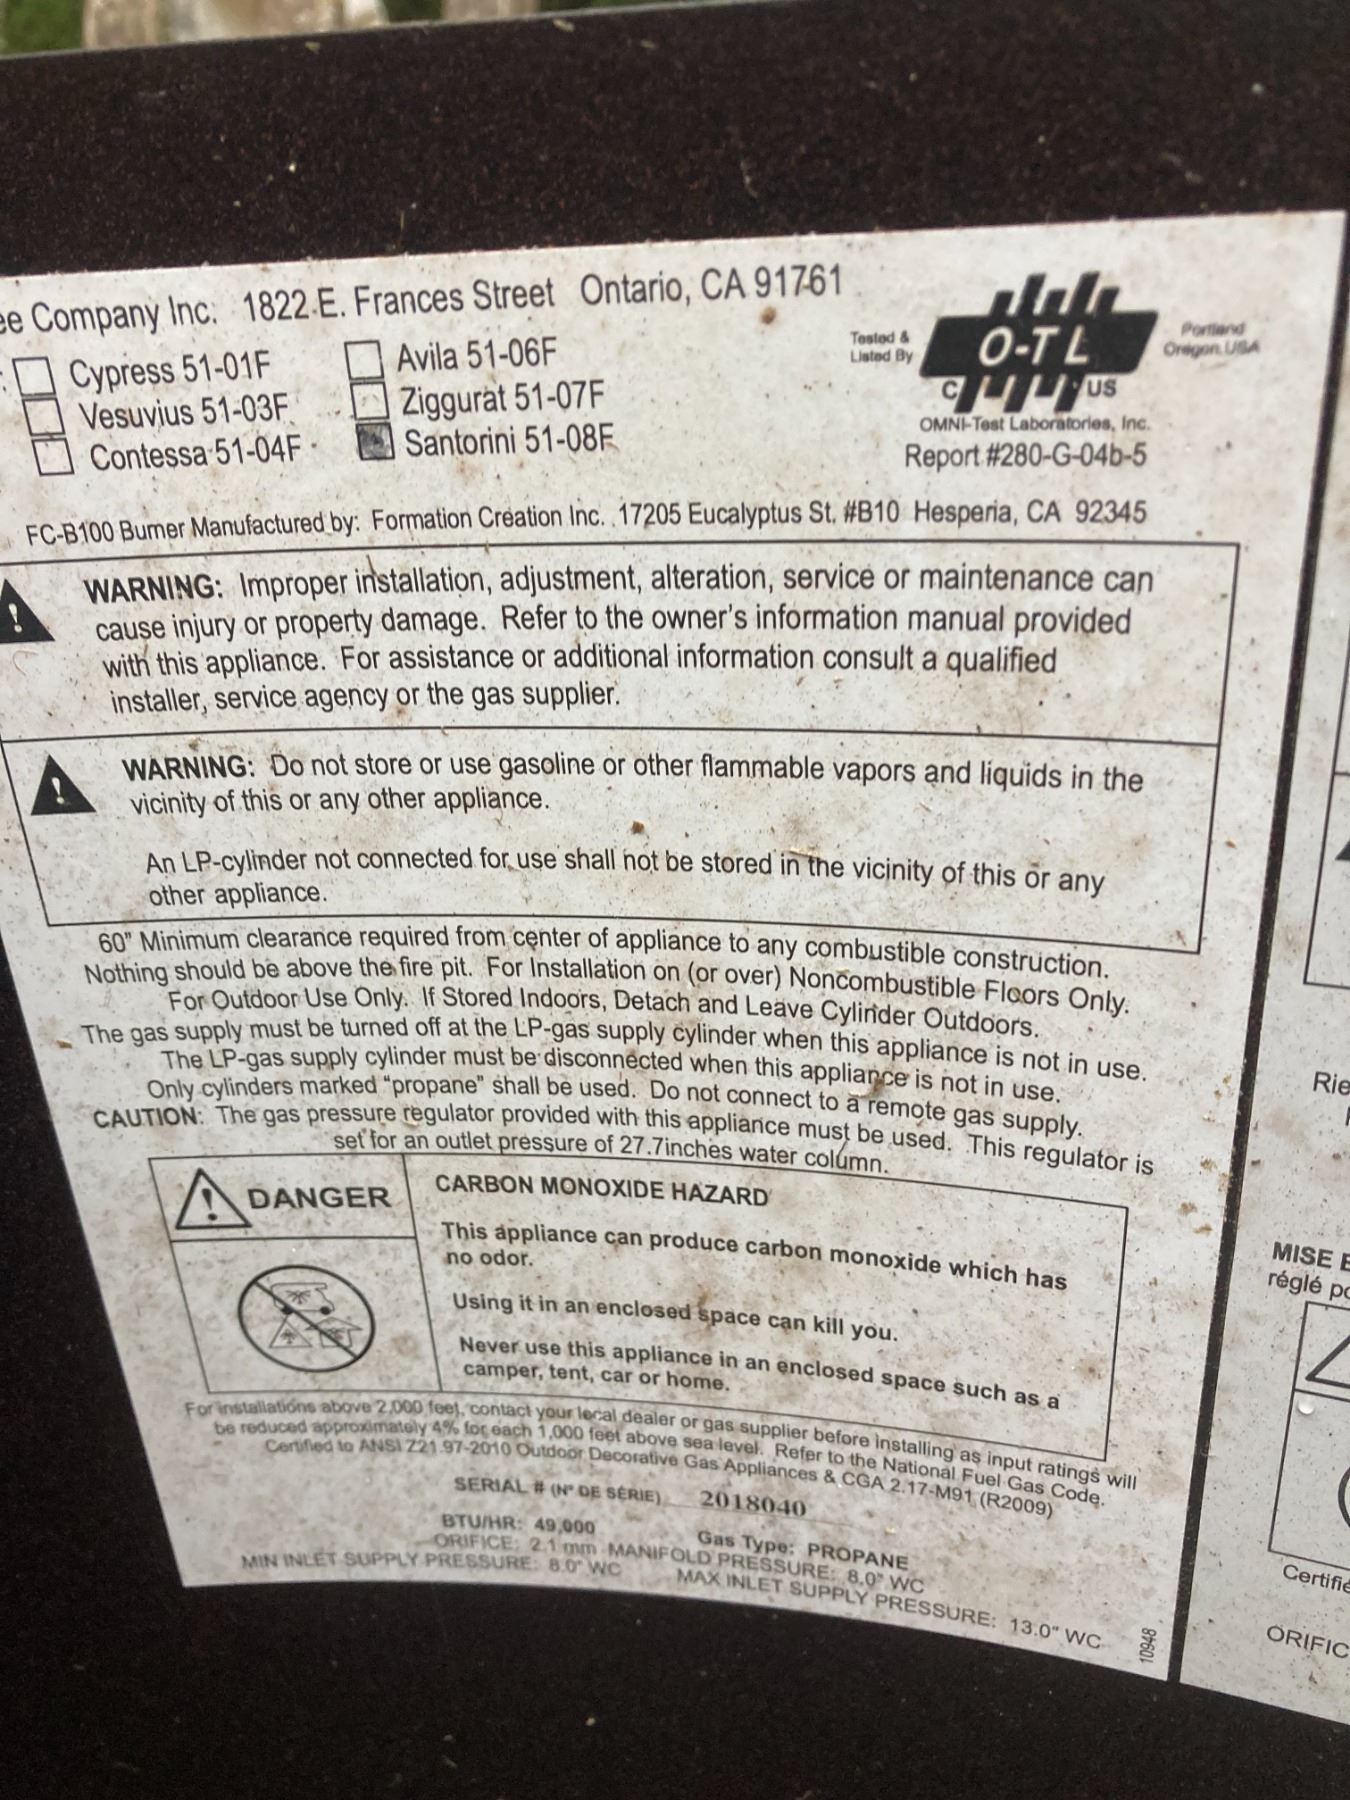 ee Company Inc. 1822 E. Frances Street Ontario, CA 91761
Cypress 51-01F
Vesuvius 51-03F
Contessa 51-04F
Avila 51-06F
Ziggurat 51-07F
Santorini 51-08F
Tested &
Listed By
O-TL
C US
Portland
Oregon, USA
OMNI-Test Laboratories, Inc.
Report #280-G-04b-5
FC-B100 Burner Manufactured by: Formation Creation Inc. 17205 Eucalyptus St. #B10 Hesperia, CA 92345
WARNING: Improper installation, adjustment, alteration, service or maintenance can
cause injury or property damage. Refer to the owner's information manual provided
with this appliance. For assistance or additional information consult a qualified
installer, service agency or the gas supplier.
WARNING: Do not store or use gasoline or other flammable vapors and liquids in the
vicinity of this or any other appliance.
An LP-cylinder not connected for use shall not be stored in the vicinity of this or any
other appliance.
60" Minimum clearance required from center of appliance to any combustible construction.
Nothing should be above the fire pit. For Installation on (or over) Noncombustible Floors Only.
For Outdoor Use Only. If Stored Indoors, Detach and Leave Cylinder Outdoors.
The gas supply must be turned off at the LP-gas supply cylinder when this appliance is not in use.
The LP-gas supply cylinder must be disconnected when this appliance is not in use.
Only cylinders marked "propane" shall be used. Do not connect to a remote gas supply.
CAUTION: The gas pressure regulator provided with this appliance must be used. This regulator is
set for an outlet pressure of 27.7inches water column.
DANGER
CARBON MONOXIDE HAZARD
This appliance can produce carbon monoxide which has
no odor.
Using it in an enclosed space can kill you.
Never use this appliance in an enclosed space such as a
camper, tent, car or home.
For installations above 2,000 feet, contact your local dealer or gas supplier before installing as input ratings will
be reduced approximately 4% for each 1,000 feet above sea level. Refer to the National Fuel Gas Code.
Certified to ANSI Z21.97-2010 Outdoor Decorative Gas Appliances & CGA 2.17-M91 (R2009)
SERIAL # (Nº DE SÉRIE) 2018040
BTU/HR: 49,000 Gas Type: PROPANE
ORIFICE: 2.1 mm MANIFOLD PRESSURE: 8.0" WC
MIN INLET SUPPLY PRESSURE: 8.0" WC MAX INLET SUPPLY PRESSURE: 13.0" WC
10948
Rie
MISE E
réglé po
Certifié
ORIFIC